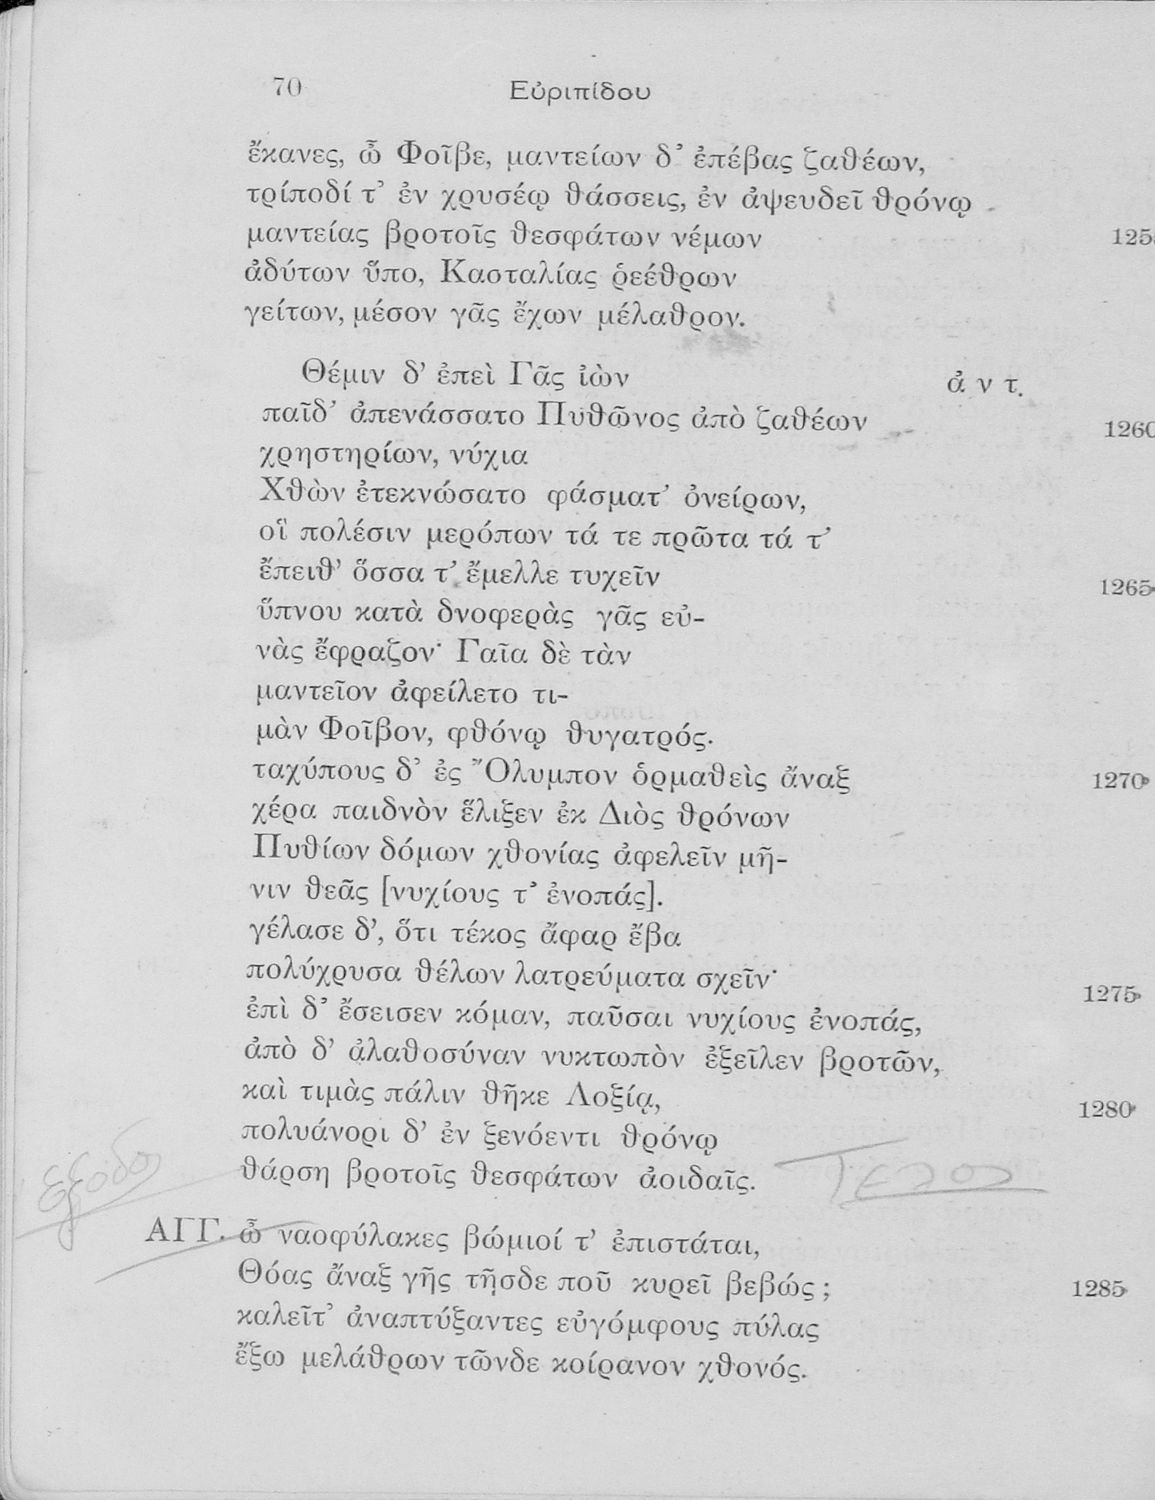 70 Εὐριπίδου
ἔκανες, ὦ Φοῖβε, μαντείων δ’ ἐπέβας ζαθέων,
τρίποδί τ’ ἐν χρυσέῳ θάσσεις, ἐν ἀψευδεῖ θρόνῳ
μαντείας βροτοῖς θεσφάτων νέμων 125
ἀδύτων ὕπο, Κασταλίας ῥεέθρων
γείτων, μέσον γᾶς ἔχων μέλαθρον.
Θέμιν δ’ ἐπεὶ Γᾶς ἰὼν ἀντ.
παῖδ’ ἀπενάσσατο Πυθῶνος ἀπὸ ζαθέων 1260
χρηστηρίων, νύχια
Χθὼν ἐτεκνώσατο φάσματ’ ὀνείρων,
οἳ πολέσιν μερόπων τά τε πρῶτα τά τ’
ἔπειθ’ ὅσσα τ’ ἔμελλε τυχεῖν 1265
ὕπνου κατὰ δνοφερὰς γᾶς εὐ-
νὰς ἔφραζον· Γαῖα δὲ τὰν
μαντεῖον ἀφείλετο τι-
μὰν Φοῖβον, φθόνῳ θυγατρός.
ταχύπους δ’ ἐς Ὄλυμπον ὁρμαθεὶς ἄναξ 1270
χέρα παιδνὸν ἕλιξεν ἐκ Διὸς θρόνων
Πυθίων δόμων χθονίας ἀφελεῖν μῆ-
νιν θεᾶς [νυχίους τ’ ἐνοπάς].
γέλασε δ’, ὅτι τέκος ἄφαρ ἔβα
πολύχρυσα θέλων λατρεύματα σχεῖν· 1275
ἐπὶ δ’ ἔσεισεν κόμαν, παῦσαι νυχίους ἐνοπάς,
ἀπὸ δ’ ἀλαθοσύναν νυκτωπὸν ἐξεῖλεν βροτῶν,
καὶ τιμὰς πάλιν θῆκε Λοξίᾳ, 1280
πολυάνορι δ’ ἐν ξενόεντι θρόνῳ
θάρση βροτοῖς θεσφάτων ἀοιδαῖς. Τελος
εξοδο
ΑΓΓ. ὦ ναοφύλακες βώμιοί τ’ ἐπιστάται,
Θόας ἄναξ γῆς τῆσδε ποῦ κυρεῖ βεβώς; 1285
καλεῖτ’ ἀναπτύξαντες εὐγόμφους πύλας
ἔξω μελάθρων τῶνδε κοίρανον χθονός.